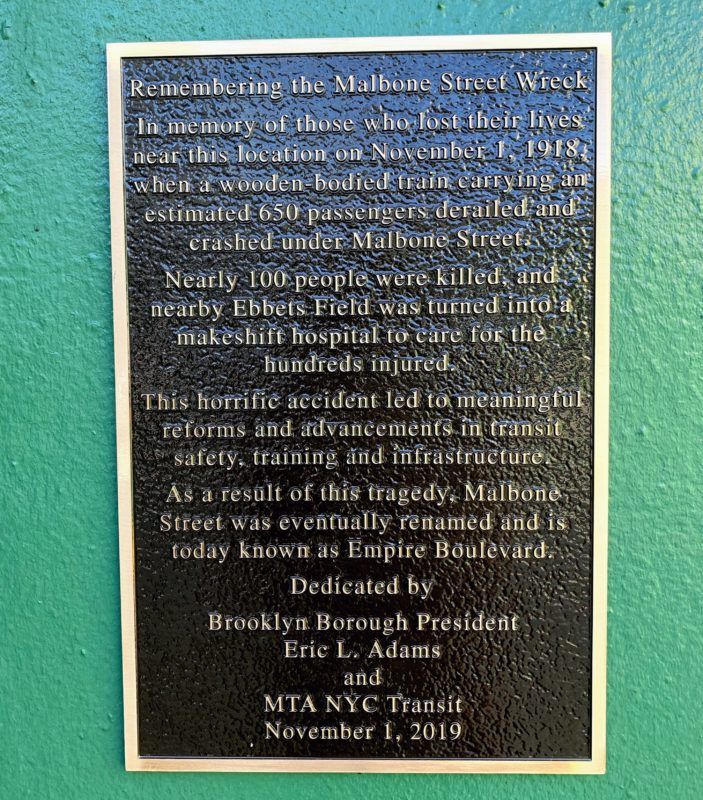 Remembering the Malbone Street Wreck
In memory of those who lost their lives
near this location on November 1, 1918,
when a wooden-bodied train carrying an
estimated 650 passengers derailed and
crashed under Malbone Street.
Nearly 100 people were killed, and
nearby Ebbets Field was turned into a
makeshift hospital to care for the
hundreds injured.
This horrific accident led to meaningful
reforms and advancements in transit
safety, training and infrastructure.
As a result of this tragedy, Malbone
Street was eventually renamed and is
today known as Empire Boulevard.
Dedicated by
Brooklyn Borough President
Eric L. Adams
and
MTA NYC Transit
November 1, 2019